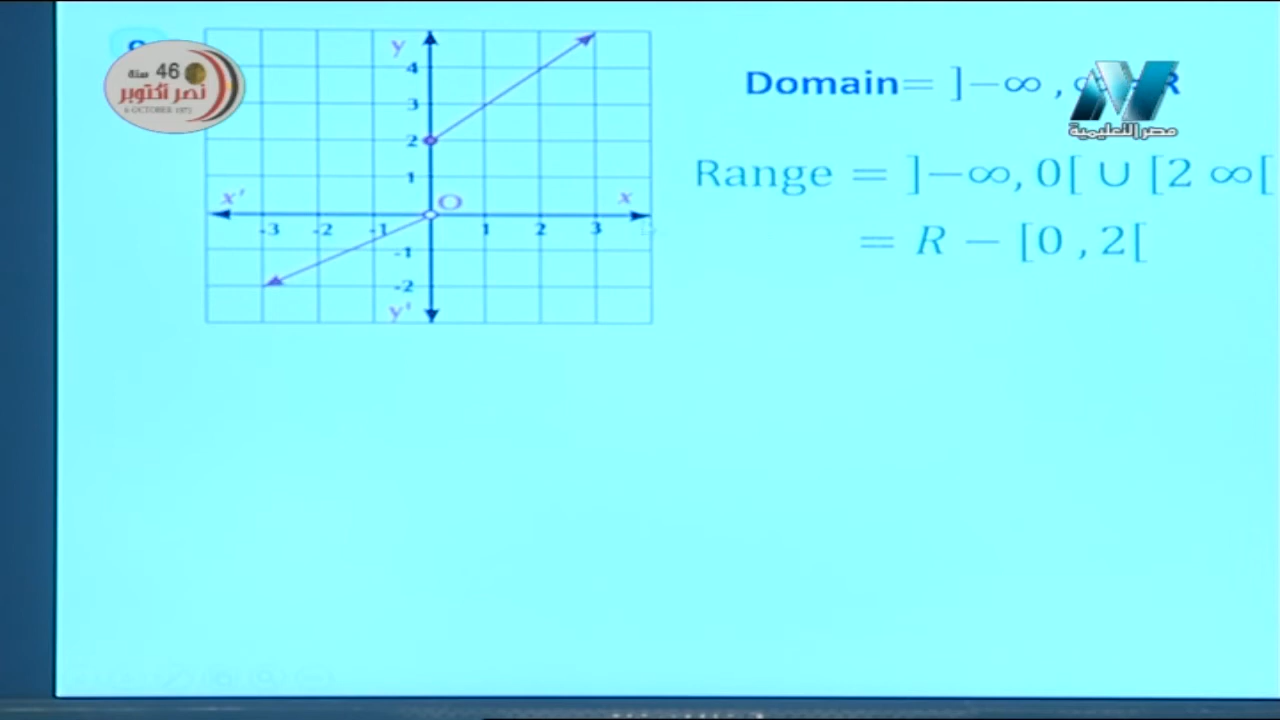 46 سنة
نصر أكتوبر
6 OCTOBER 1973
y
4
3
2
1
x' O x
-3 -2 -1 1 2 3
-1
-2
y'
Domain= ]−∞ ,
مصر التعليمية
Range = ]−∞, 0[ ∪ [2 ∞[
= R − [0 , 2[